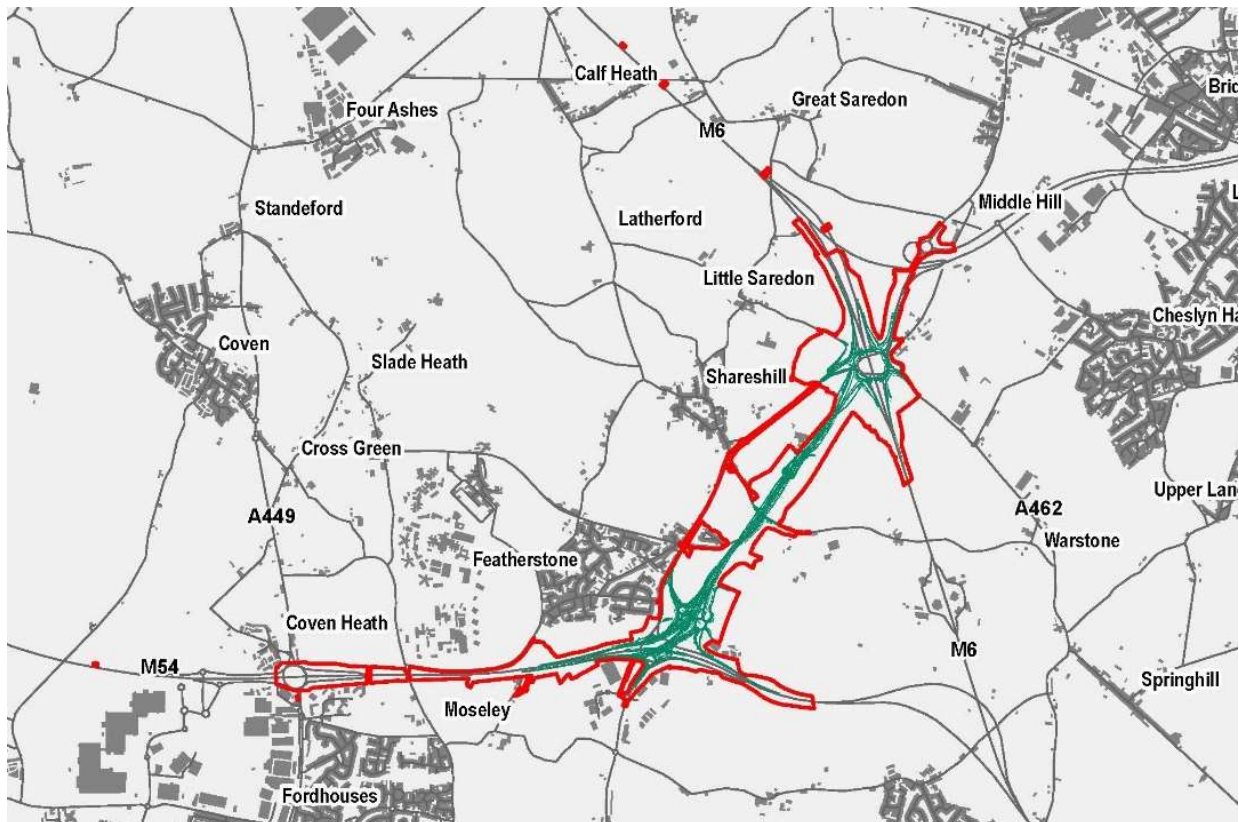 Calf Heath
Brid
Four Ashes
Great Saredon
M6
Standeford
Latherford
Middle Hill
L
Little Saredon
Cheslyn Ha
Coven
Slade Heath
Shareshill
Cross Green
Upper Lan
A449
A462
Warstone
Featherstone
Coven Heath
M54
M6
Springhill
Moseley
Fordhouses